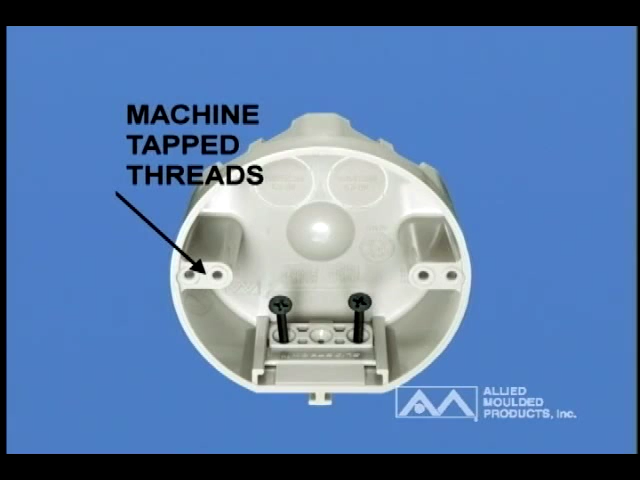 MACHINE
TAPPED
THREADS
ALLIED
MOULDED
PRODUCTS, Inc.